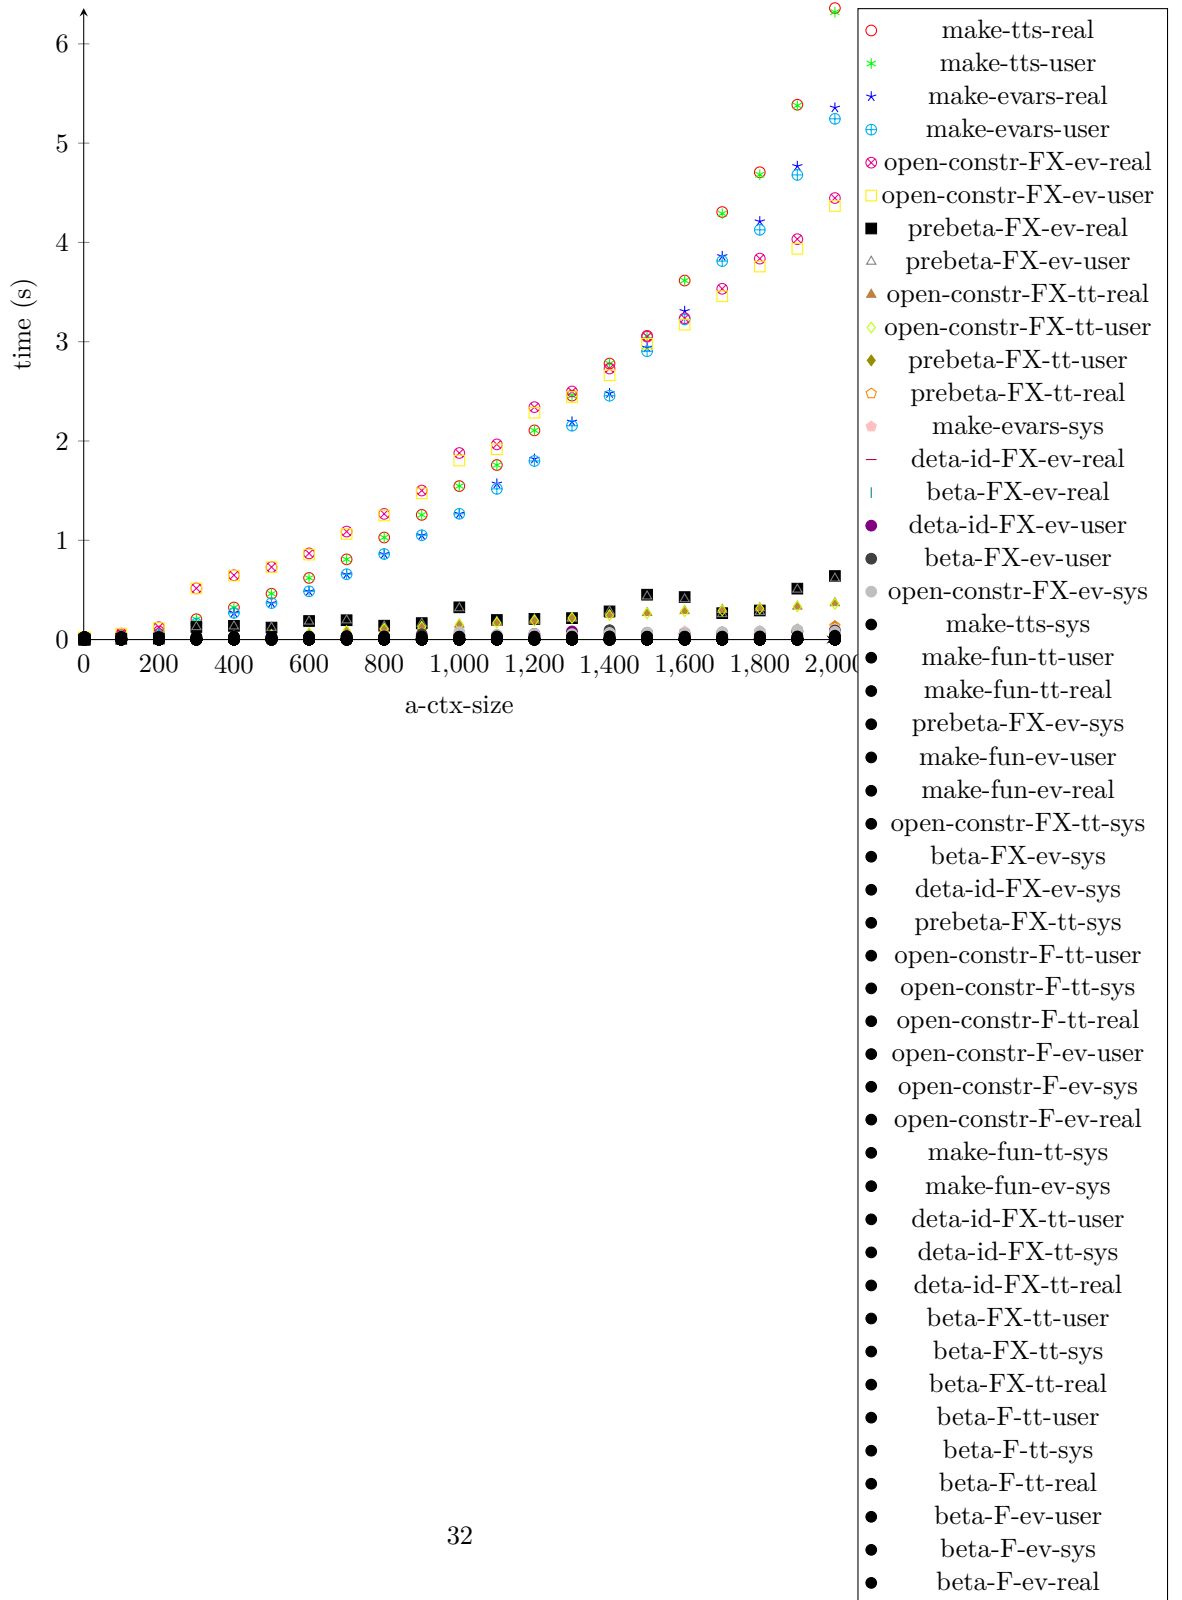 6
5
4
3
2
1
0
time (s)
0 200 400 600 800 1,000 1,200 1,400 1,600 1,800 2,000
a-ctx-size
make-tts-real
make-tts-user
make-evars-real
make-evars-user
open-constr-FX-ev-real
open-constr-FX-ev-user
prebeta-FX-ev-real
prebeta-FX-ev-user
open-constr-FX-tt-real
open-constr-FX-tt-user
prebeta-FX-tt-user
prebeta-FX-tt-real
make-evars-sys
deta-id-FX-ev-real
beta-FX-ev-real
deta-id-FX-ev-user
beta-FX-ev-user
open-constr-FX-ev-sys
make-tts-sys
make-fun-tt-user
make-fun-tt-real
prebeta-FX-ev-sys
make-fun-ev-user
make-fun-ev-real
open-constr-FX-tt-sys
beta-FX-ev-sys
deta-id-FX-ev-sys
prebeta-FX-tt-sys
open-constr-F-tt-user
open-constr-F-tt-sys
open-constr-F-tt-real
open-constr-F-ev-user
open-constr-F-ev-sys
open-constr-F-ev-real
make-fun-tt-sys
make-fun-ev-sys
deta-id-FX-tt-user
deta-id-FX-tt-sys
deta-id-FX-tt-real
beta-FX-tt-user
beta-FX-tt-sys
beta-FX-tt-real
beta-F-tt-user
beta-F-tt-sys
beta-F-tt-real
beta-F-ev-user
beta-F-ev-sys
beta-F-ev-real
32